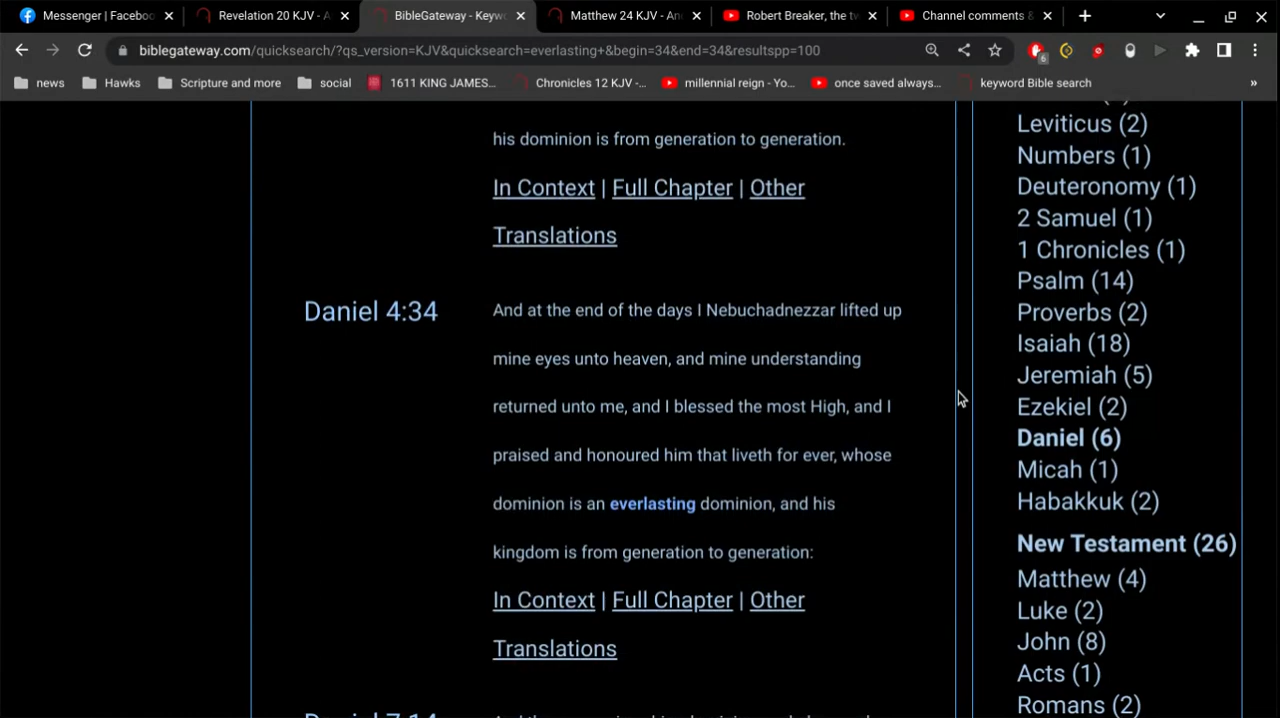 Messenger | Faceboo
Revelation 20 KJV - A
BibleGateway - Keyw
Matthew 24 KJV - An
Robert Breaker, the tw
Channel comments &
biblegateway.com/quicksearch/?qs_version=KJV&quicksearch=everlasting+&begin=34&end=34&resultspp=100
6
news
Hawks
Scripture and more
social
1611 KING JAMES...
Chronicles 12 KJV -...
millennial reign - Yo...
once saved always...
keyword Bible search
»
his dominion is from generation to generation.
In Context | Full Chapter | Other
Translations
Daniel 4:34
And at the end of the days I Nebuchadnezzar lifted up
mine eyes unto heaven, and mine understanding
returned unto me, and I blessed the most High, and I
praised and honoured him that liveth for ever, whose
dominion is an everlasting dominion, and his
kingdom is from generation to generation:
In Context | Full Chapter | Other
Translations
Daniel 7:14
Leviticus (2)
Numbers (1)
Deuteronomy (1)
2 Samuel (1)
1 Chronicles (1)
Psalm (14)
Proverbs (2)
Isaiah (18)
Jeremiah (5)
Ezekiel (2)
Daniel (6)
Micah (1)
Habakkuk (2)
New Testament (26)
Matthew (4)
Luke (2)
John (8)
Acts (1)
Romans (2)